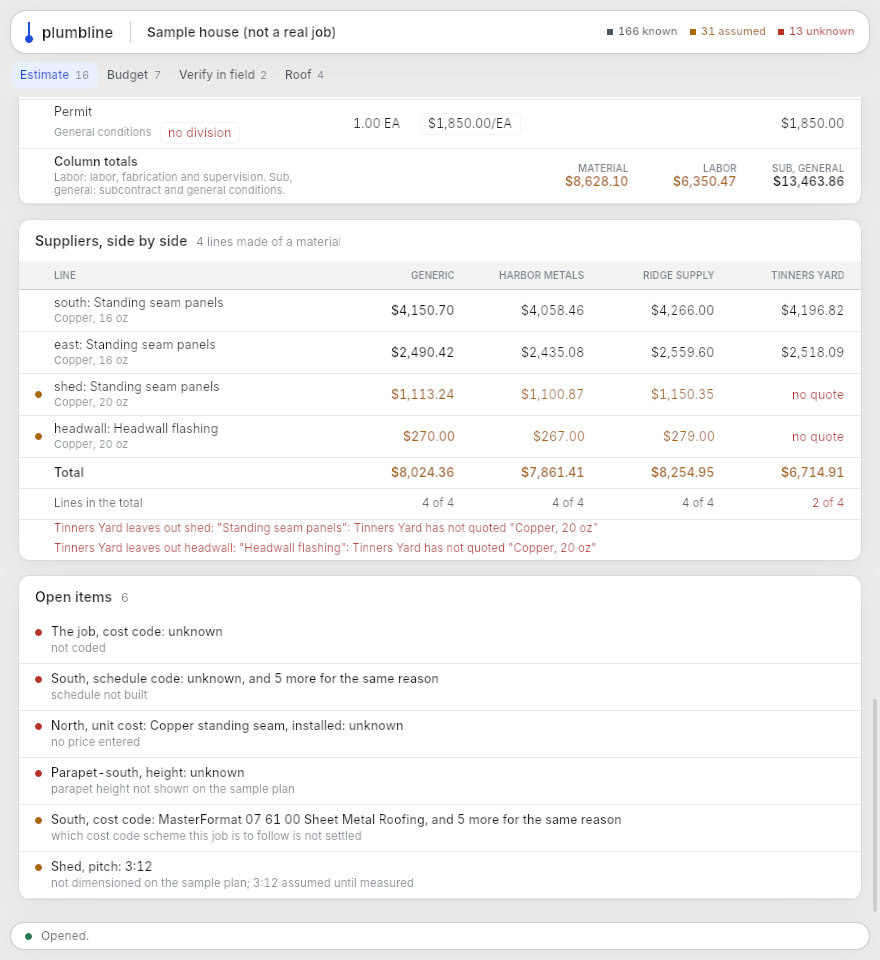 plumbline Sample house (not a real job) 166 known 31 assumed 13 unknown
Estimate 16 Budget 7 Verify in field 2 Roof 4
Permit
General conditions no division 1.00 EA $1,850.00/EA $1,850.00
Column totals
Labor: labor, fabrication and supervision. Sub,
general: subcontract and general conditions.
MATERIAL LABOR SUB, GENERAL
$8,628.10 $6,350.47 $13,463.86
Suppliers, side by side 4 lines made of a material
LINE GENERIC HARBOR METALS RIDGE SUPPLY TINNERS YARD
south: Standing seam panels $4,150.70 $4,058.46 $4,266.00 $4,196.82
Copper, 16 oz
east: Standing seam panels $2,490.42 $2,435.08 $2,559.60 $2,518.09
Copper, 16 oz
shed: Standing seam panels $1,113.24 $1,100.87 $1,150.35 no quote
Copper, 20 oz
headwall: Headwall flashing $270.00 $267.00 $279.00 no quote
Copper, 20 oz
Total $8,024.36 $7,861.41 $8,254.95 $6,714.91
Lines in the total 4 of 4 4 of 4 4 of 4 2 of 4
Tinners Yard leaves out shed: "Standing seam panels": Tinners Yard has not quoted "Copper, 20 oz"
Tinners Yard leaves out headwall: "Headwall flashing": Tinners Yard has not quoted "Copper, 20 oz"
Open items 6
The job, cost code: unknown
not coded
South, schedule code: unknown, and 5 more for the same reason
schedule not built
North, unit cost: Copper standing seam, installed: unknown
no price entered
Parapet-south, height: unknown
parapet height not shown on the sample plan
South, cost code: MasterFormat 07 61 00 Sheet Metal Roofing, and 5 more for the same reason
which cost code scheme this job is to follow is not settled
Shed, pitch: 3:12
not dimensioned on the sample plan; 3:12 assumed until measured
Opened.